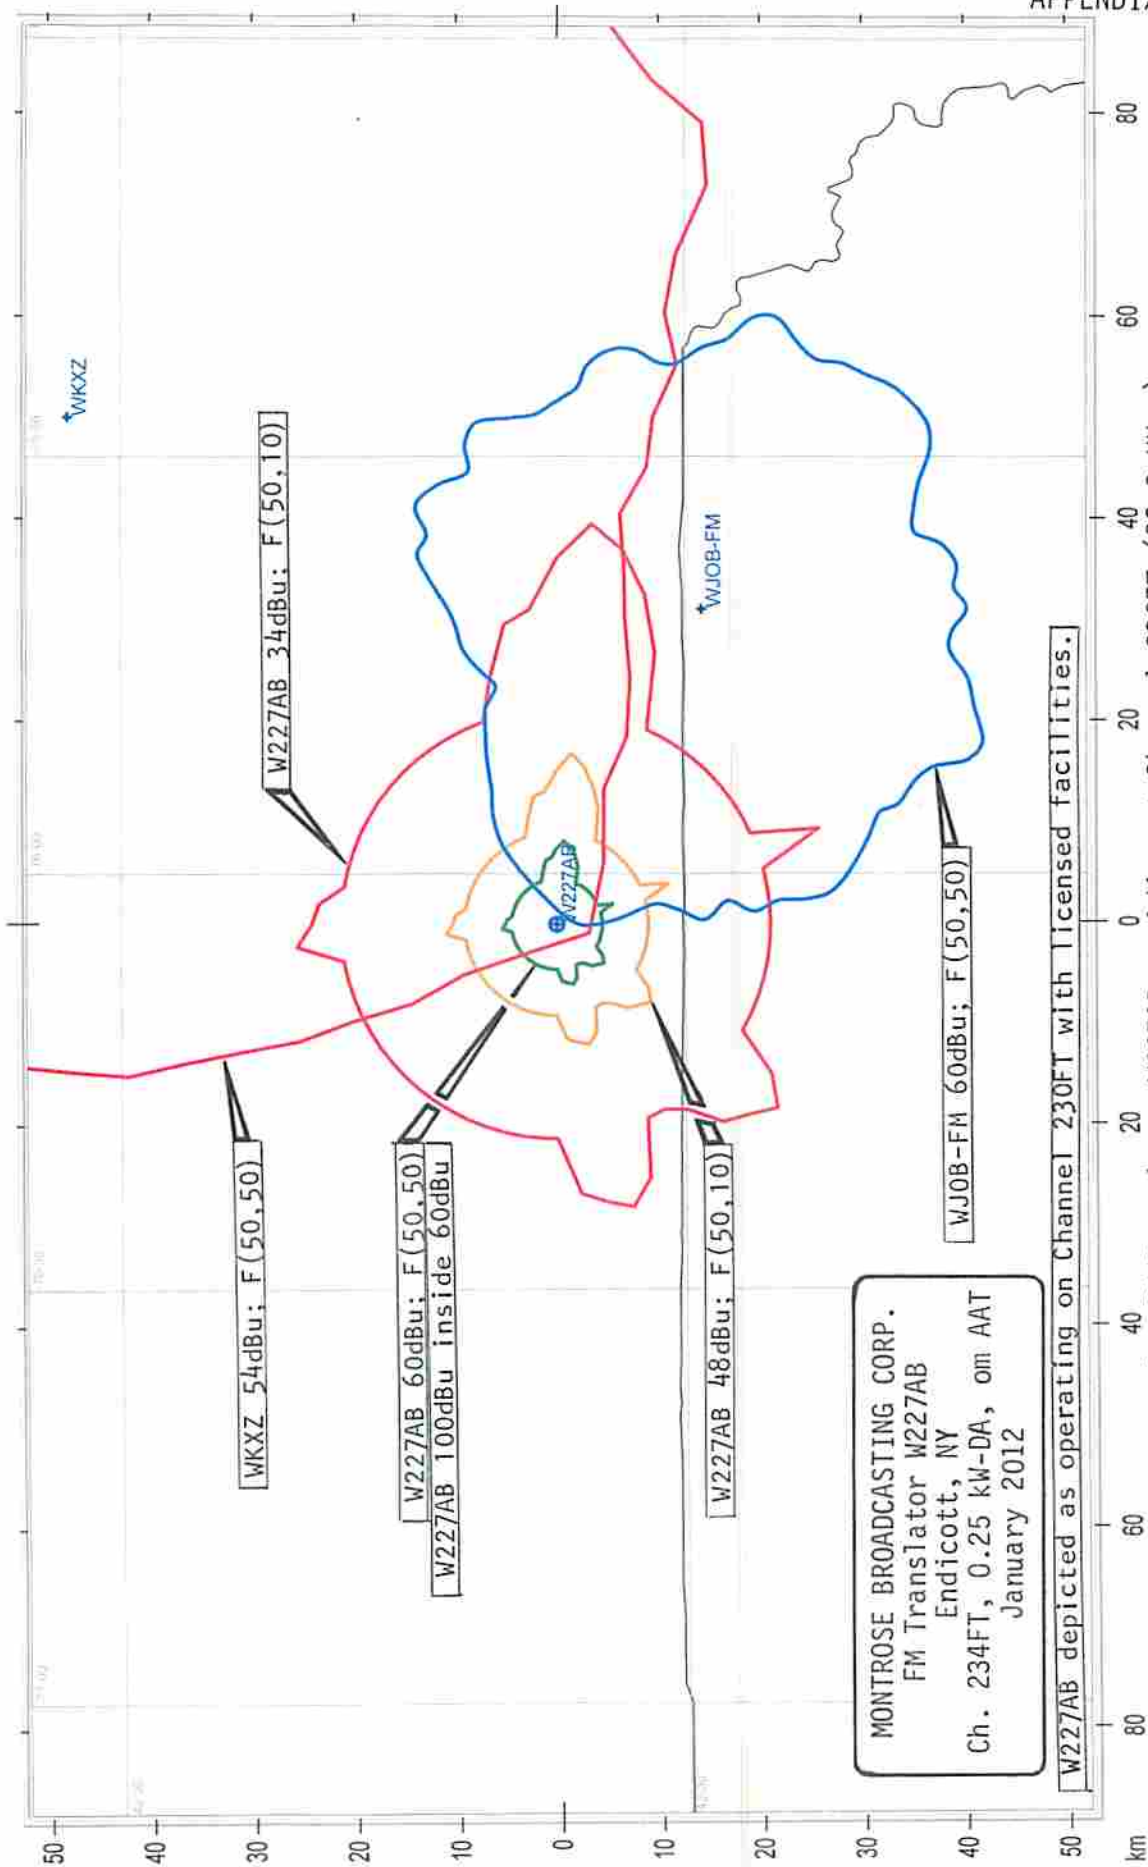 APPENDIX
WKXZ
W227AB 34dBu; F(50,10)
WKXZ 54dBu; F(50,50)
W227AB 60dBu; F(50,50)
W227AB 100dBu inside 60dBu
W227AB 48dBu; F(50,10)
W227AB
WJOB-FM
WJOB-FM 60dBu; F(50,50)
MONTROSE BROADCASTING CORP.
FM Translator W227AB
Endicott, NY
Ch. 234FT, 0.25 kW-DA, om AAT
January 2012
W227AB depicted as operating on Channel 230FT with licensed facilities.
50
40
30
20
10
0
10
20
30
40
50
km
80
60
40
20
0
20
40
60
80